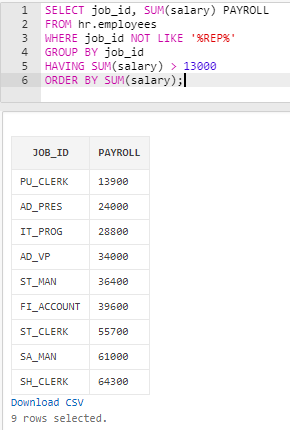 1 SELECT job_id, SUM(salary) PAYROLL
2 FROM hr.employees
3 WHERE job_id NOT LIKE '%REP%'
4 GROUP BY job_id
5 HAVING SUM(salary) > 13000
6 ORDER BY SUM(salary);
JOB_ID PAYROLL
PU_CLERK 13900
AD_PRES 24000
IT_PROG 28800
AD_VP 34000
ST_MAN 36400
FI_ACCOUNT 39600
ST_CLERK 55700
SA_MAN 61000
SH_CLERK 64300
Download CSV
9 rows selected.